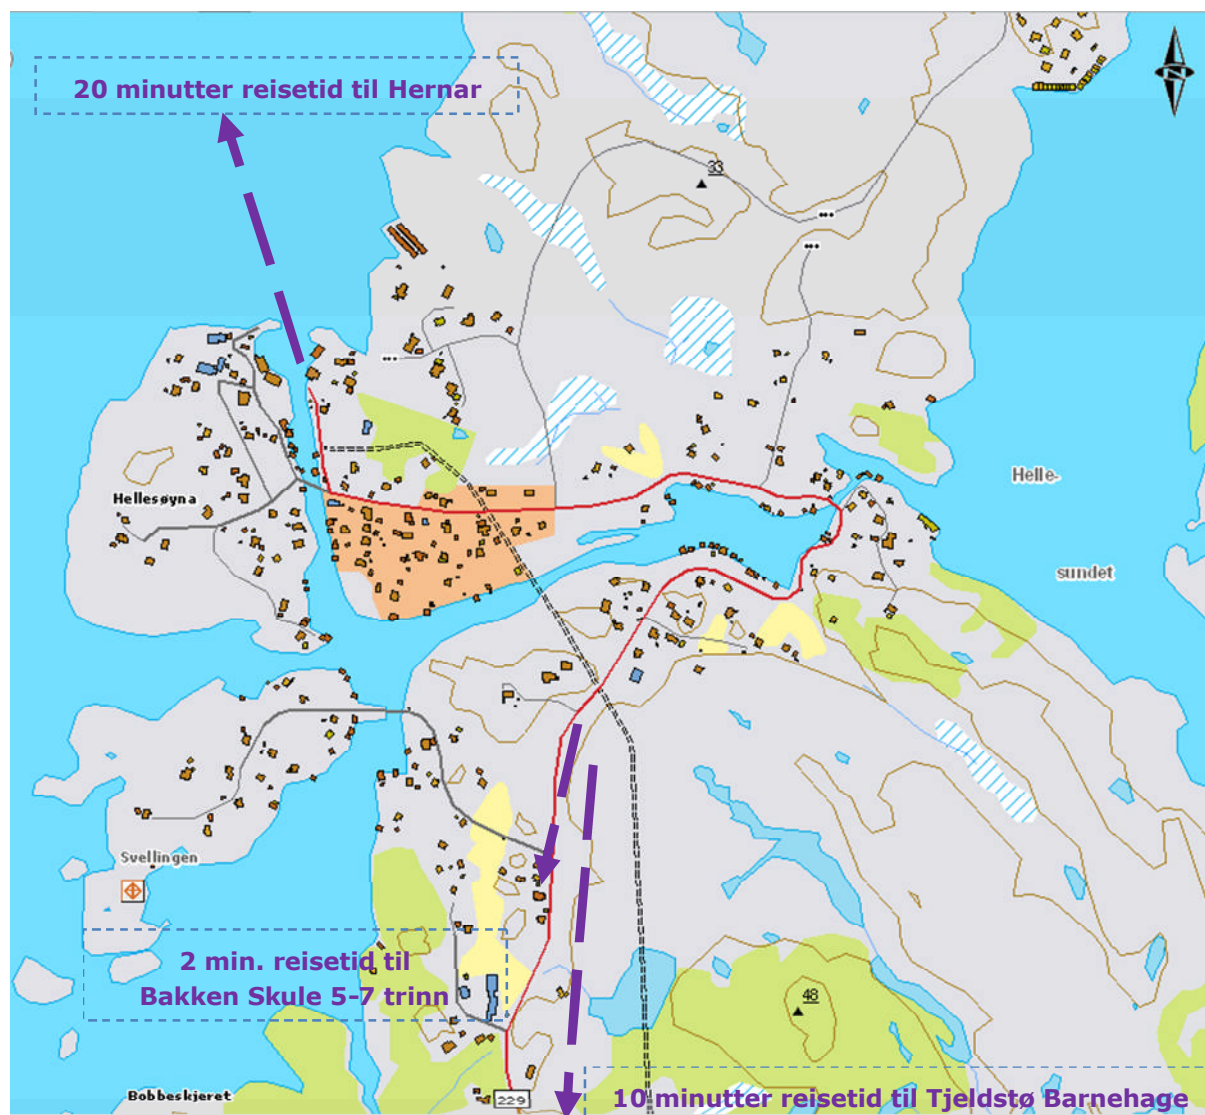 20 minutter reisetid til Hernar
N
33
Helle-
Hellesøyna
sundet
Svellingen
2 min. reisetid til
Bakken Skule 5-7 trinn
48
Bobbeskjeret
229
10 minutter reisetid til Tjeldstø Barnehage